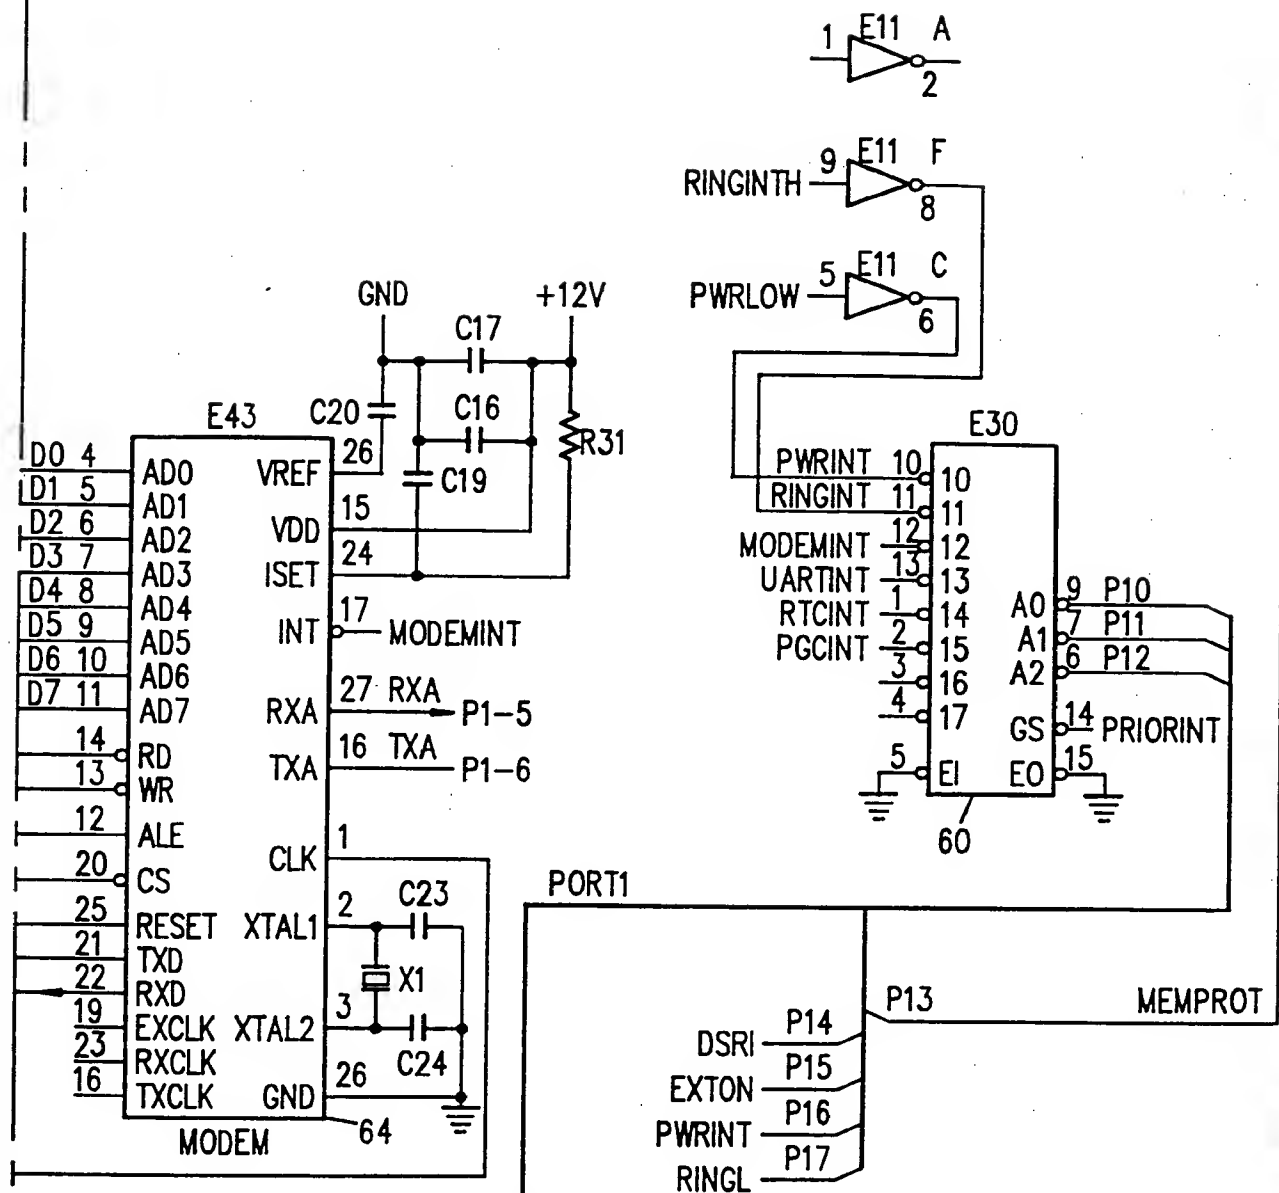 1 E11 A
2
RINGINTH 9 E11 F
8
PWRLOW 5 E11 C
6
GND +12V
C17
C20 C16 R31
C19
E43
D0 4 AD0 VREF 26
D1 5 AD1
D2 6 AD2 VDD 15
D3 7 AD3 ISET 24
D4 8 AD4
D5 9 AD5 INT 17 MODEMINT
D6 10 AD6
D7 11 AD7 RXA 27 RXA P1-5
14 RD TXA 16 TXA P1-6
13 WR
12 ALE CLK 1
20 CS
25 RESET XTAL1 2 C23
21 TXD X1
22 RXD
19 EXCLK XTAL2 3 C24
23 RXCLK
16 TXCLK GND 26
MODEM 64
E30
PWRINT 10 10
RINGINT 11 11
MODEMINT 12 12
UARTINT 13 13
RTCINT 1 14 A0 9 P10
PGCINT 2 15 A1 7 P11
3 16 A2 6 P12
4 17 GS 14 PRIORINT
5 EI EO 15
60
PORT1
P13 MEMPROT
DSRI P14
EXTON P15
PWRINT P16
RINGL P17